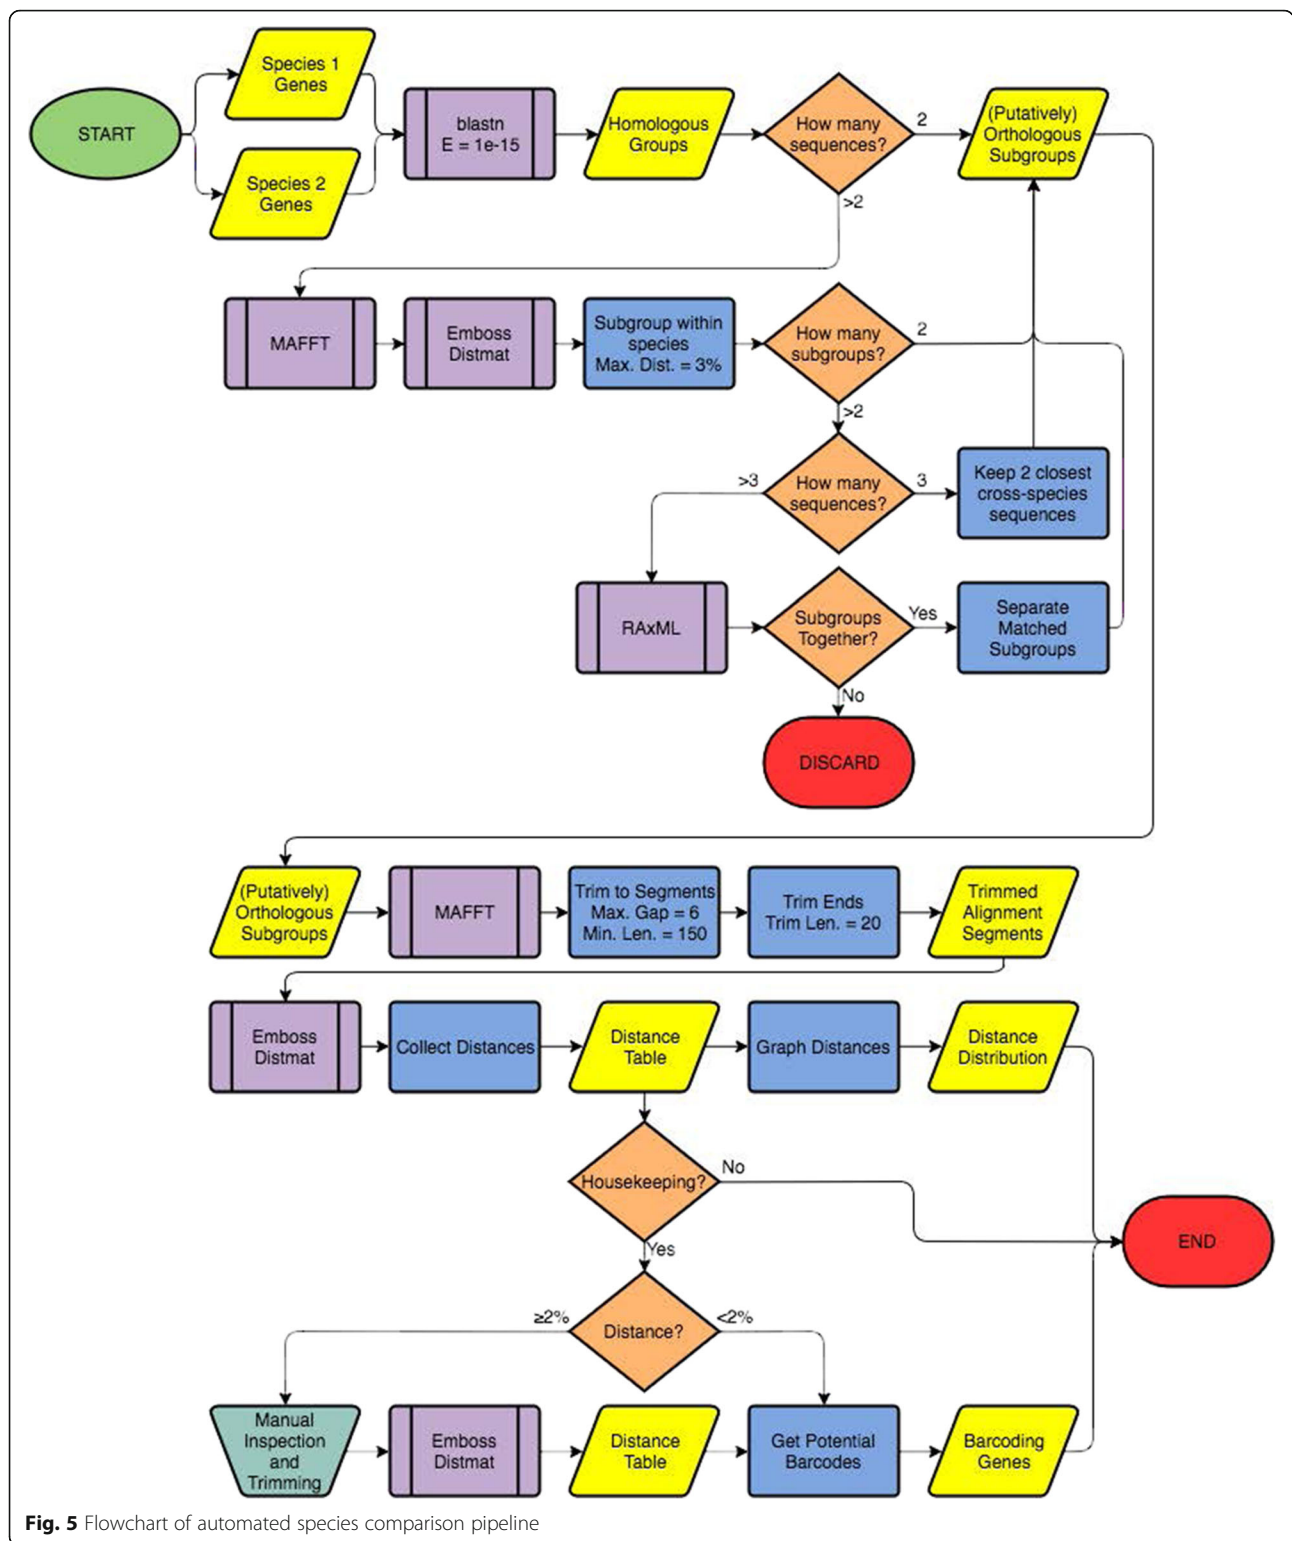 START
Species 1
Genes
Species 2
Genes
blastn
E = 1e-15
Homologous
Groups
How many
sequences?
2
>2
(Putatively)
Orthologous
Subgroups
MAFFT
Emboss
Distmat
Subgroup within
species
Max. Dist. = 3%
How many
subgroups?
2
>2
How many
sequences?
>3
3
Keep 2 closest
cross-species
sequences
RAxML
Subgroups
Together?
Yes
No
Separate
Matched
Subgroups
DISCARD
(Putatively)
Orthologous
Subgroups
MAFFT
Trim to Segments
Max. Gap = 6
Min. Len. = 150
Trim Ends
Trim Len. = 20
Trimmed
Alignment
Segments
Emboss
Distmat
Collect Distances
Distance
Table
Graph Distances
Distance
Distribution
Housekeeping?
No
Yes
END
Distance?
≥2%
<2%
Manual
Inspection
and
Trimming
Emboss
Distmat
Distance
Table
Get Potential
Barcodes
Barcoding
Genes
Fig. 5 Flowchart of automated species comparison pipeline